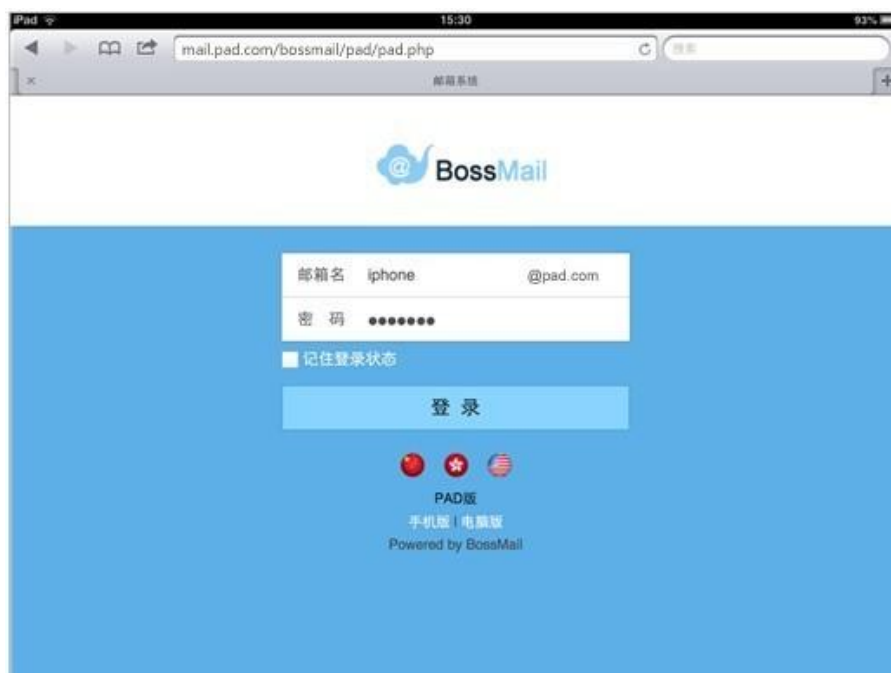 iPad 15:30 93%
mail.pad.com/bossmail/pad/pad.php 搜索
× 邮箱系统 +
@ BossMail
邮箱名 iphone @pad.com
密 码 ●●●●●●●
记住登录状态
登 录
PAD版
手机版 | 电脑版
Powered by BossMail